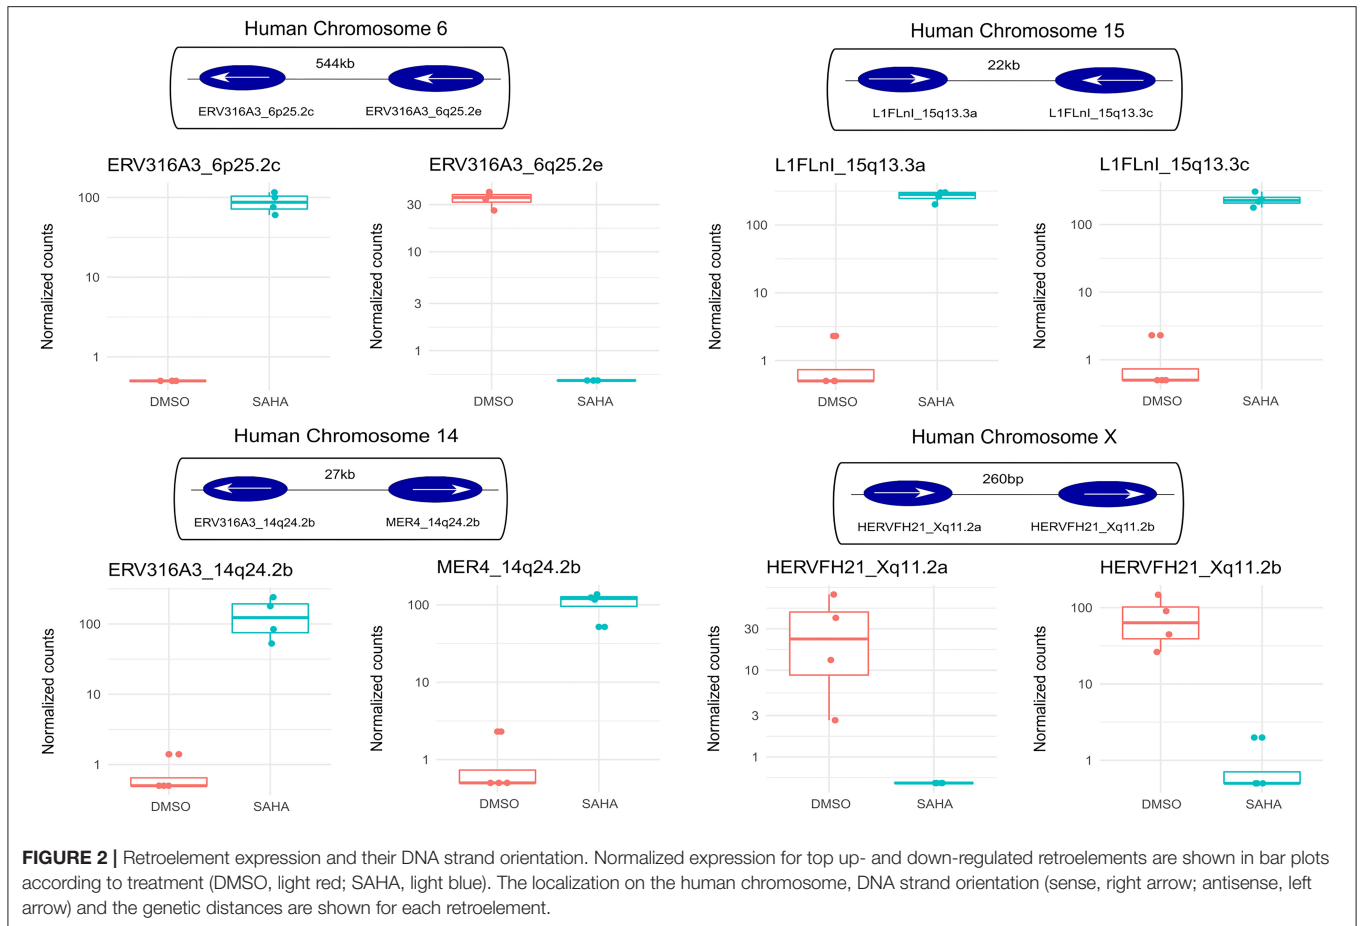 Human Chromosome 6
544kb
ERV316A3_6p25.2c
ERV316A3_6q25.2e
Human Chromosome 15
22kb
L1FLnI_15q13.3a
L1FLnI_15q13.3c
ERV316A3_6p25.2c
Normalized counts
100
10
1
DMSO
SAHA
ERV316A3_6q25.2e
Normalized counts
30
10
3
1
DMSO
SAHA
L1FLnI_15q13.3a
Normalized counts
100
10
1
DMSO
SAHA
L1FLnI_15q13.3c
Normalized counts
100
10
1
DMSO
SAHA
Human Chromosome 14
27kb
ERV316A3_14q24.2b
MER4_14q24.2b
Human Chromosome X
260bp
HERVFH21_Xq11.2a
HERVFH21_Xq11.2b
ERV316A3_14q24.2b
Normalized counts
100
10
1
DMSO
SAHA
MER4_14q24.2b
Normalized counts
100
10
1
DMSO
SAHA
HERVFH21_Xq11.2a
Normalized counts
30
10
3
1
DMSO
SAHA
HERVFH21_Xq11.2b
Normalized counts
100
10
1
DMSO
SAHA
FIGURE 2 | Retroelement expression and their DNA strand orientation. Normalized expression for top up- and down-regulated retroelements are shown in bar plots
according to treatment (DMSO, light red; SAHA, light blue). The localization on the human chromosome, DNA strand orientation (sense, right arrow; antisense, left
arrow) and the genetic distances are shown for each retroelement.